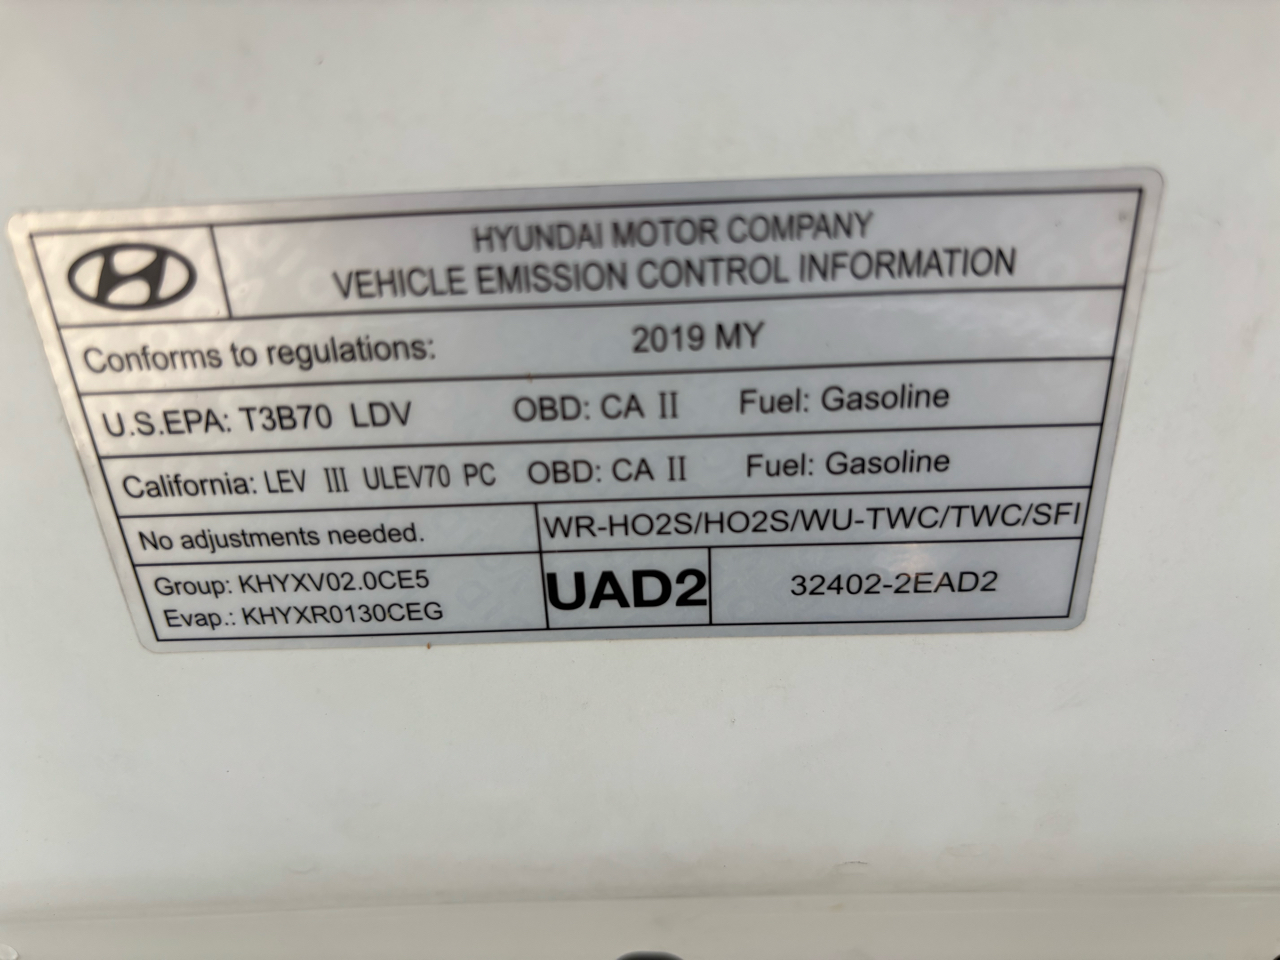 HYUNDAI MOTOR COMPANY
VEHICLE EMISSION CONTROL INFORMATION
Conforms to regulations: 2019 MY
U.S.EPA: T3B70 LDV OBD: CA II Fuel: Gasoline
California: LEV III ULEV70 PC OBD: CA II Fuel: Gasoline
No adjustments needed. WR-HO2S/HO2S/WU-TWC/TWC/SFI
Group: KHYXV02.0CE5
Evap.: KHYXR0130CEG
UAD2 32402-2EAD2